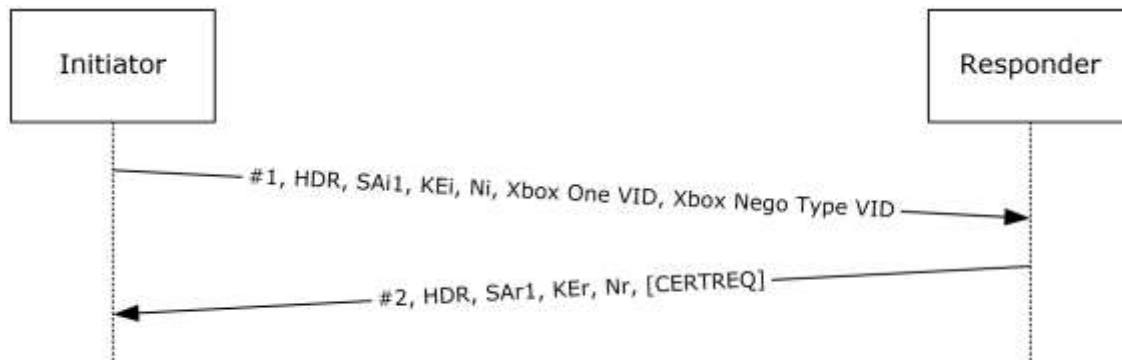 Initiator
Responder
#1, HDR, SAi1, KEi, Ni, Xbox One VID, Xbox Nego Type VID
#2, HDR, SAr1, KEr, Nr, [CERTREQ]